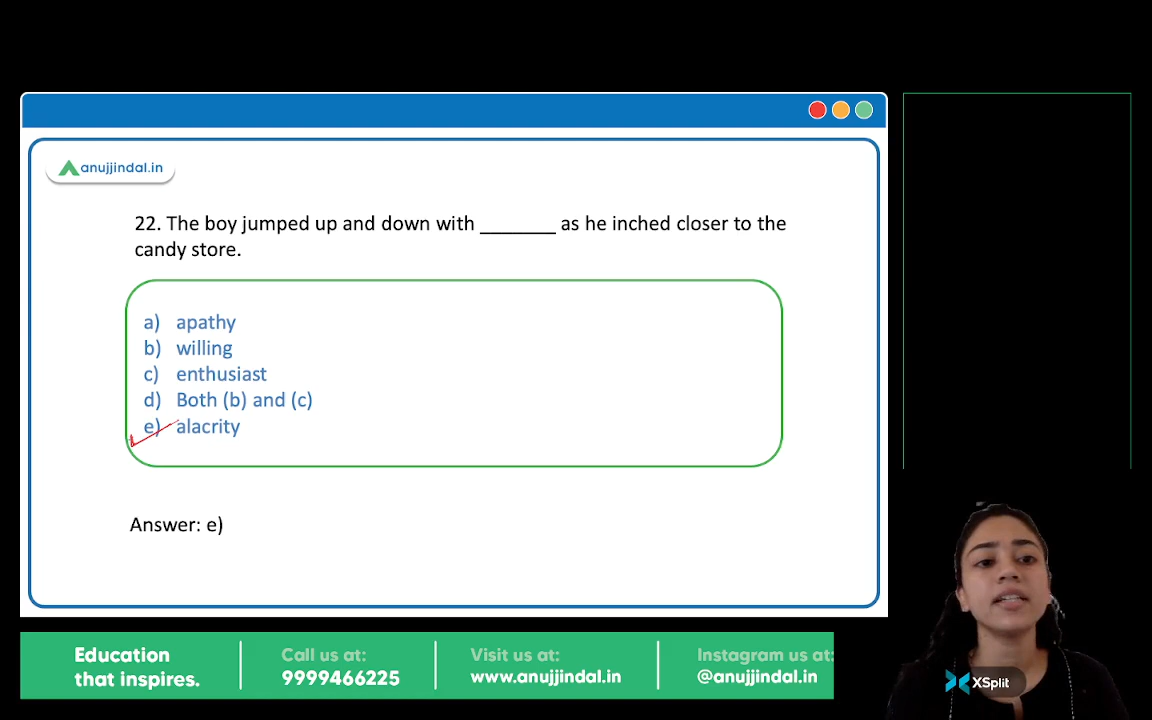 anujjindal.in
22. The boy jumped up and down with _______ as he inched closer to the
candy store.
a) apathy
b) willing
c) enthusiast
d) Both (b) and (c)
e) alacrity
Answer: e)
Education
that inspires.
Call us at:
9999466225
Visit us at:
www.anujjindal.in
Instagram us at:
@anujjindal.in
XSplit